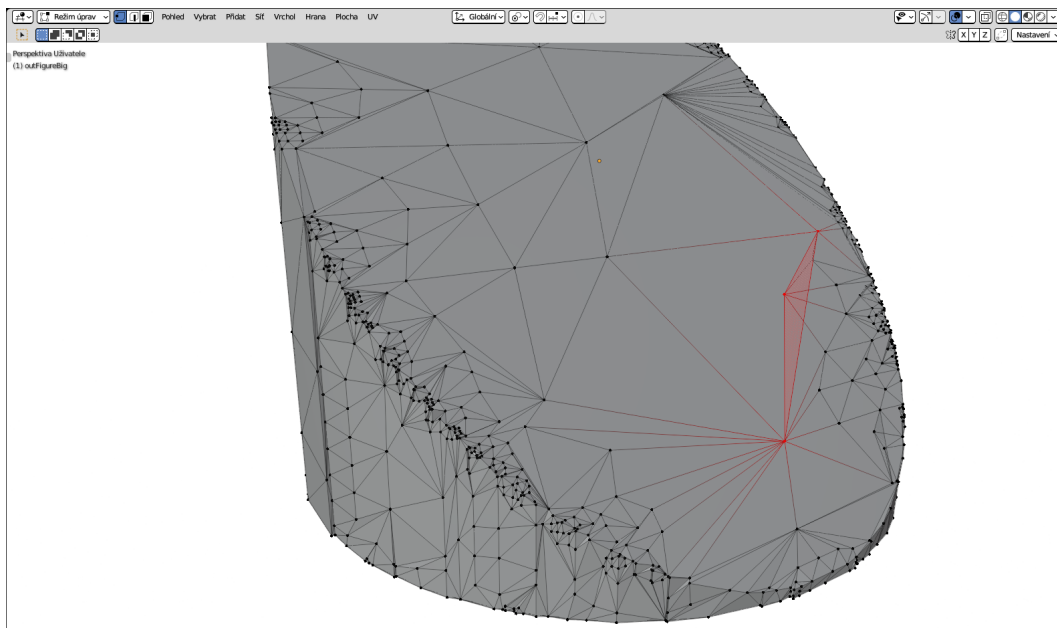 Režim úprav Pohled Vybrat Přidat Síť Vrchol Hrana Plocha UV Globální
X Y Z Nastavení
Perspektiva Uživatele
(1) outFigureBig